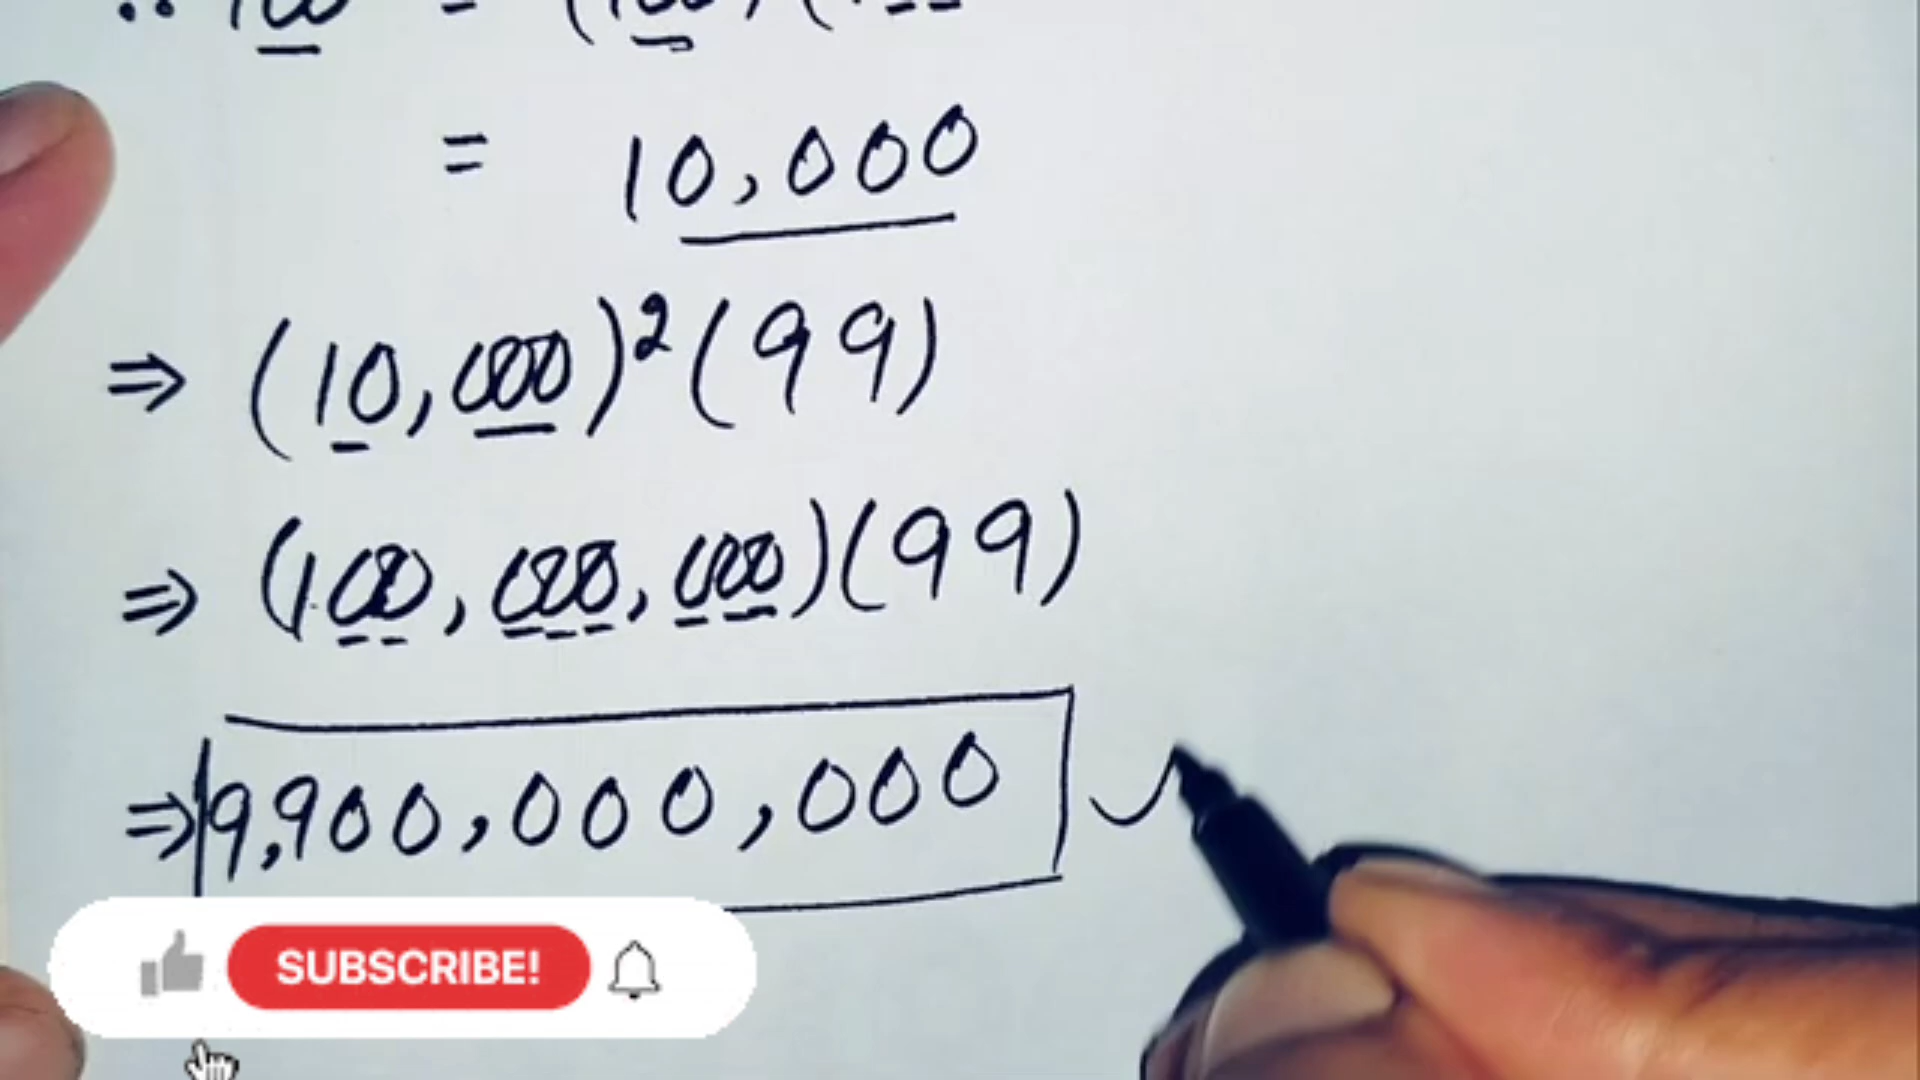 = 10,000
⇒ (10,000)²(99)
⇒ (100,000,000)(99)
⇒ 9,900,000,000
SUBSCRIBE!